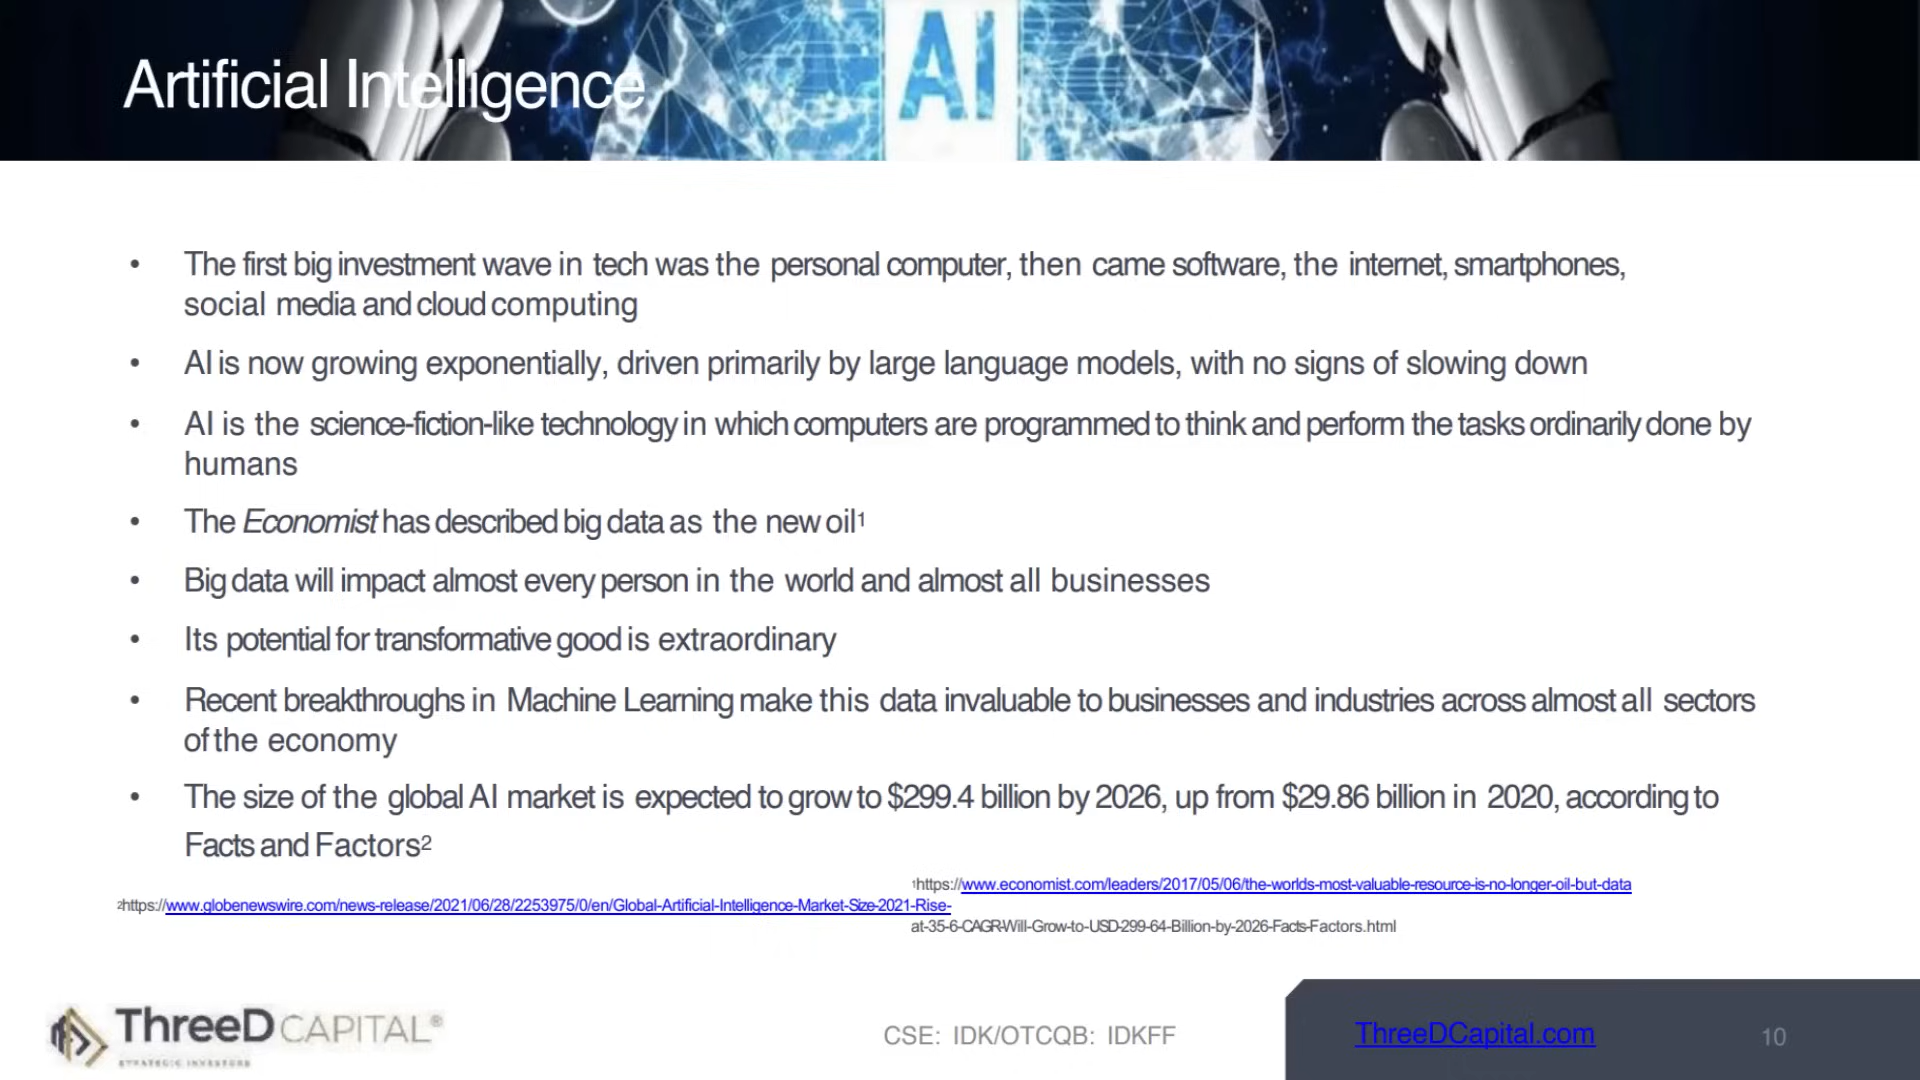 Artificial Intelligence
AI
• The first big investment wave in tech was the personal computer, then came software, the internet, smartphones,
social media and cloud computing
• AI is now growing exponentially, driven primarily by large language models, with no signs of slowing down
• AI is the science-fiction-like technology in which computers are programmed to think and perform the tasks ordinarily done by
humans
• The Economist has described big data as the new oil1
• Big data will impact almost every person in the world and almost all businesses
• Its potential for transformative good is extraordinary
• Recent breakthroughs in Machine Learning make this data invaluable to businesses and industries across almost all sectors
of the economy
• The size of the global AI market is expected to grow to $299.4 billion by 2026, up from $29.86 billion in 2020, according to
Facts and Factors2
1https://www.economist.com/leaders/2017/05/06/the-worlds-most-valuable-resource-is-no-longer-oil-but-data
2https://www.globenewswire.com/news-release/2021/06/28/2253975/0/en/Global-Artificial-Intelligence-Market-Size-2021-Rise-
at-35-6-CAGR-Will-Grow-to-USD-299-64-Billion-by-2026-Facts-Factors.html
ThreeD CAPITAL®
STRATEGIC INVESTORS
CSE: IDK/OTCQB: IDKFF
ThreeDCapital.com
10